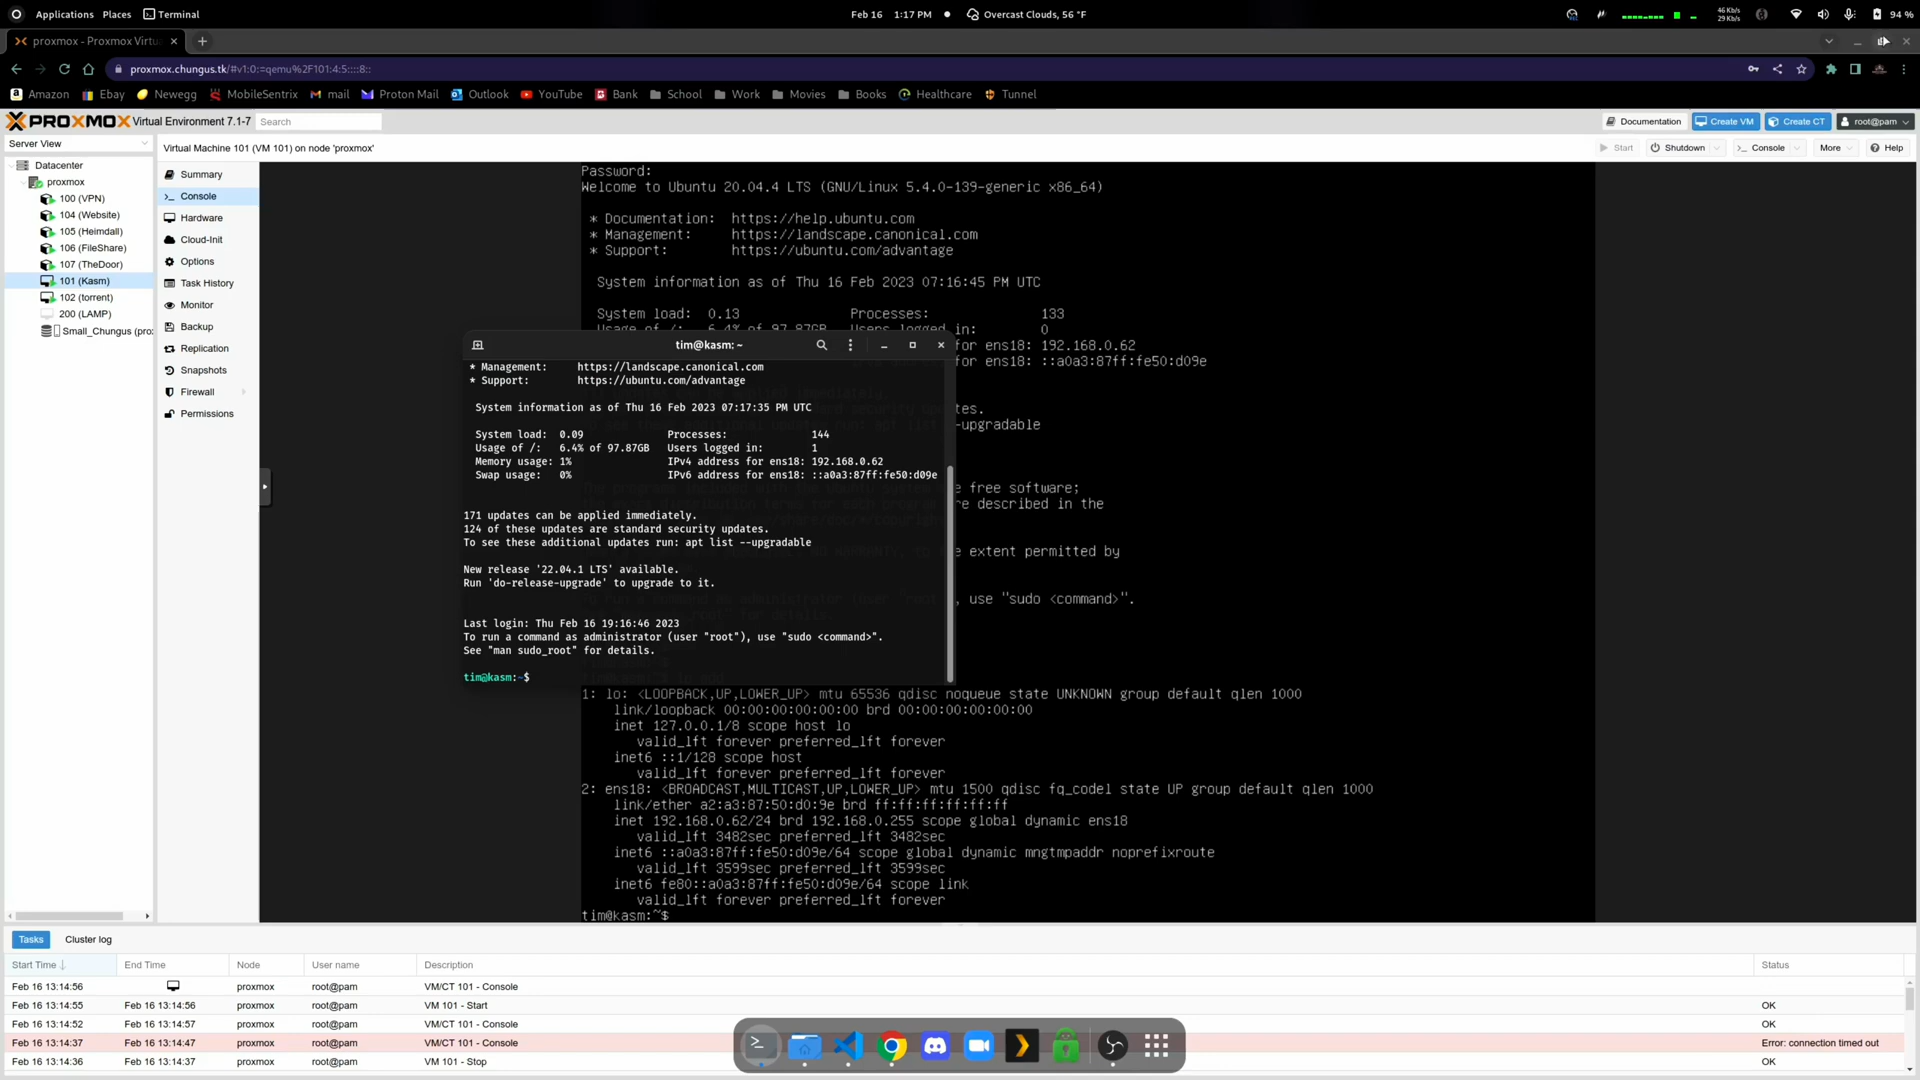 Applications Places Terminal
Feb 16 1:17 PM
Overcast Clouds, 56 °F
46 Kb/s
29 Kb/s
94 %
proxmox - Proxmox Virtu
proxmox.chungus.tk/#v1:0:=qemu%2F101:4:5::::8::
Amazon Ebay Newegg MobileSentrix mail Proton Mail Outlook YouTube Bank School Work Movies Books Healthcare Tunnel
PROXMOX Virtual Environment 7.1-7 Search
Documentation Create VM Create CT root@pam
Server View
Virtual Machine 101 (VM 101) on node 'proxmox'
Start Shutdown Console More Help
Datacenter
proxmox
100 (VPN)
104 (Website)
105 (Heimdall)
106 (FileShare)
107 (TheDoor)
101 (Kasm)
102 (torrent)
200 (LAMP)
Small_Chungus (prox
Summary
Console
Hardware
Cloud-Init
Options
Task History
Monitor
Backup
Replication
Snapshots
Firewall
Permissions
Password:
Welcome to Ubuntu 20.04.4 LTS (GNU/Linux 5.4.0-139-generic x86_64)
* Documentation: https://help.ubuntu.com
* Management: https://landscape.canonical.com
* Support: https://ubuntu.com/advantage
System information as of Thu 16 Feb 2023 07:16:45 PM UTC
System load: 0.13 Processes: 133
Usage of /: 6.4% of 97.87GB Users logged in: 0
for ens18: 192.168.0.62
for ens18: ::a0a3:87ff:fe50:d09e
tes.
-upgradable
e free software;
re described in the
e extent permitted by
, use "sudo <command>".
tim@kasm: ~
* Management: https://landscape.canonical.com
* Support: https://ubuntu.com/advantage
System information as of Thu 16 Feb 2023 07:17:35 PM UTC
System load: 0.09 Processes: 144
Usage of /: 6.4% of 97.87GB Users logged in: 1
Memory usage: 1% IPv4 address for ens18: 192.168.0.62
Swap usage: 0% IPv6 address for ens18: ::a0a3:87ff:fe50:d09e
171 updates can be applied immediately.
124 of these updates are standard security updates.
To see these additional updates run: apt list --upgradable
New release '22.04.1 LTS' available.
Run 'do-release-upgrade' to upgrade to it.
Last login: Thu Feb 16 19:16:46 2023
To run a command as administrator (user "root"), use "sudo <command>".
See "man sudo_root" for details.
tim@kasm:~$
1: lo: <LOOPBACK,UP,LOWER_UP> mtu 65536 qdisc noqueue state UNKNOWN group default qlen 1000
link/loopback 00:00:00:00:00:00 brd 00:00:00:00:00:00
inet 127.0.0.1/8 scope host lo
valid_lft forever preferred_lft forever
inet6 ::1/128 scope host
valid_lft forever preferred_lft forever
2: ens18: <BROADCAST,MULTICAST,UP,LOWER_UP> mtu 1500 qdisc fq_codel state UP group default qlen 1000
link/ether a2:a3:87:50:d0:9e brd ff:ff:ff:ff:ff:ff
inet 192.168.0.62/24 brd 192.168.0.255 scope global dynamic ens18
valid_lft 3482sec preferred_lft 3482sec
inet6 ::a0a3:87ff:fe50:d09e/64 scope global dynamic mngtmpaddr noprefixroute
valid_lft 3599sec preferred_lft 3599sec
inet6 fe80::a0a3:87ff:fe50:d09e/64 scope link
valid_lft forever preferred_lft forever
tim@kasm:~$
Tasks Cluster log
Start Time End Time Node User name Description Status
Feb 16 13:14:56 proxmox root@pam VM/CT 101 - Console
Feb 16 13:14:55 Feb 16 13:14:56 proxmox root@pam VM 101 - Start OK
Feb 16 13:14:52 Feb 16 13:14:57 proxmox root@pam VM/CT 101 - Console OK
Feb 16 13:14:37 Feb 16 13:14:47 proxmox root@pam VM/CT 101 - Console Error: connection timed out
Feb 16 13:14:36 Feb 16 13:14:37 proxmox root@pam VM 101 - Stop OK